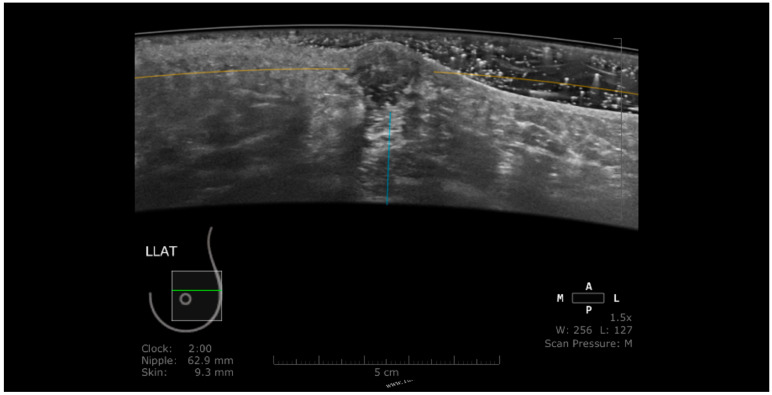 LLAT
A
M L
P
1.5x
W: 256 L: 127
Scan Pressure: M
Clock: 2:00
Nipple: 62.9 mm
Skin: 9.3 mm
5 cm